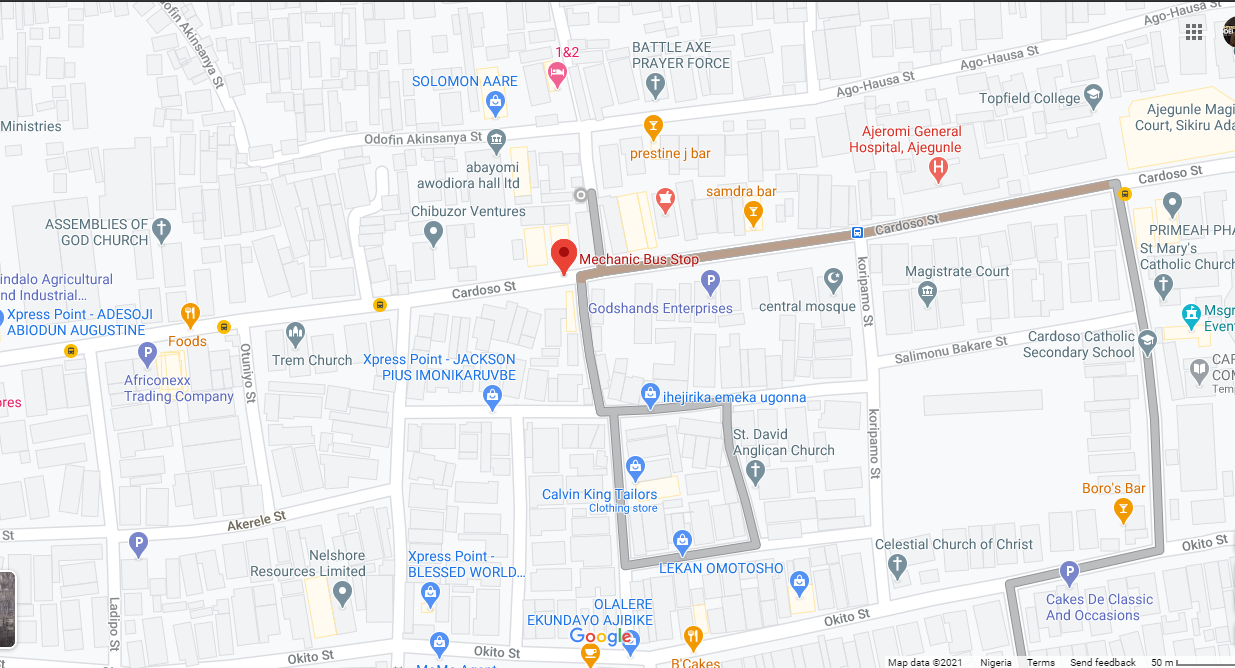 Ago-Hausa St
Odofin Akinsanya St
1&2
BATTLE AXE
PRAYER FORCE
SOLOMON AARE
Ago-Hausa St
Ago-Hausa St
Topfield College
Ajegunle Magi
Court, Sikiru Ada
Ministries
Odofin Akinsanya St
Ajeromi General
Hospital, Ajegunle
prestine j bar
abayomi
awodiora hall ltd
Cardoso St
samdra bar
Chibuzor Ventures
ASSEMBLIES OF
GOD CHURCH
Cardoso St
PRIMEAH PHA
St Mary's
Catholic Church
Mechanic Bus Stop
koripamo St
Magistrate Court
indalo Agricultural
nd Industrial...
Cardoso St
Godshands Enterprises
central mosque
Xpress Point - ADESOJI
ABIODUN AUGUSTINE
Foods
Msgr
Event
Cardoso Catholic
Secondary School
Salimonu Bakare St
Trem Church
Otuniyo St
Xpress Point - JACKSON
PIUS IMONIKARUVBE
Africonexx
Trading Company
CAR
COM
Temp
ores
ihejirika emeka ugonna
koripamo St
St. David
Anglican Church
Calvin King Tailors
Clothing store
Boro's Bar
Akerele St
St
Okito St
Celestial Church of Christ
Nelshore
Resources Limited
Xpress Point -
BLESSED WORLD...
LEKAN OMOTOSHO
Ladipo St
OLALERE
EKUNDAYO AJIBIKE
Cakes De Classic
And Occasions
Okito St
Google
Okito St
Okito St
B'Cakes
MoMo Agent
Map data ©2021 Nigeria Terms Send feedback 50 m